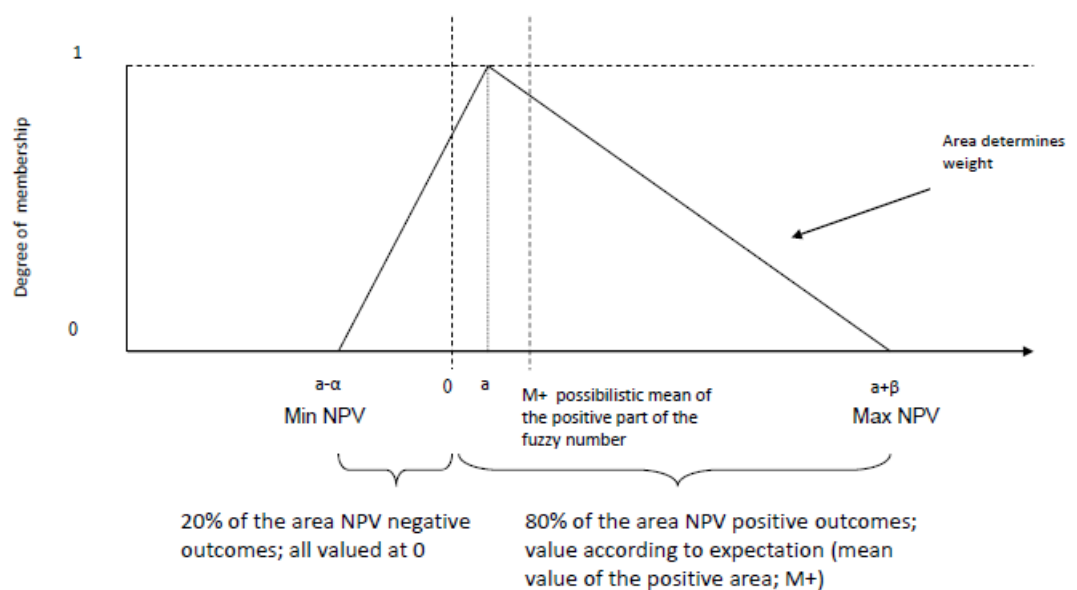 1
Degree of membership
Area determines
weight
0
a-α
0
a
a+β
Min NPV
M+ possibilistic mean of
the positive part of the
fuzzy number
Max NPV
20% of the area NPV negative
outcomes; all valued at 0
80% of the area NPV positive outcomes;
value according to expectation (mean
value of the positive area; M+)